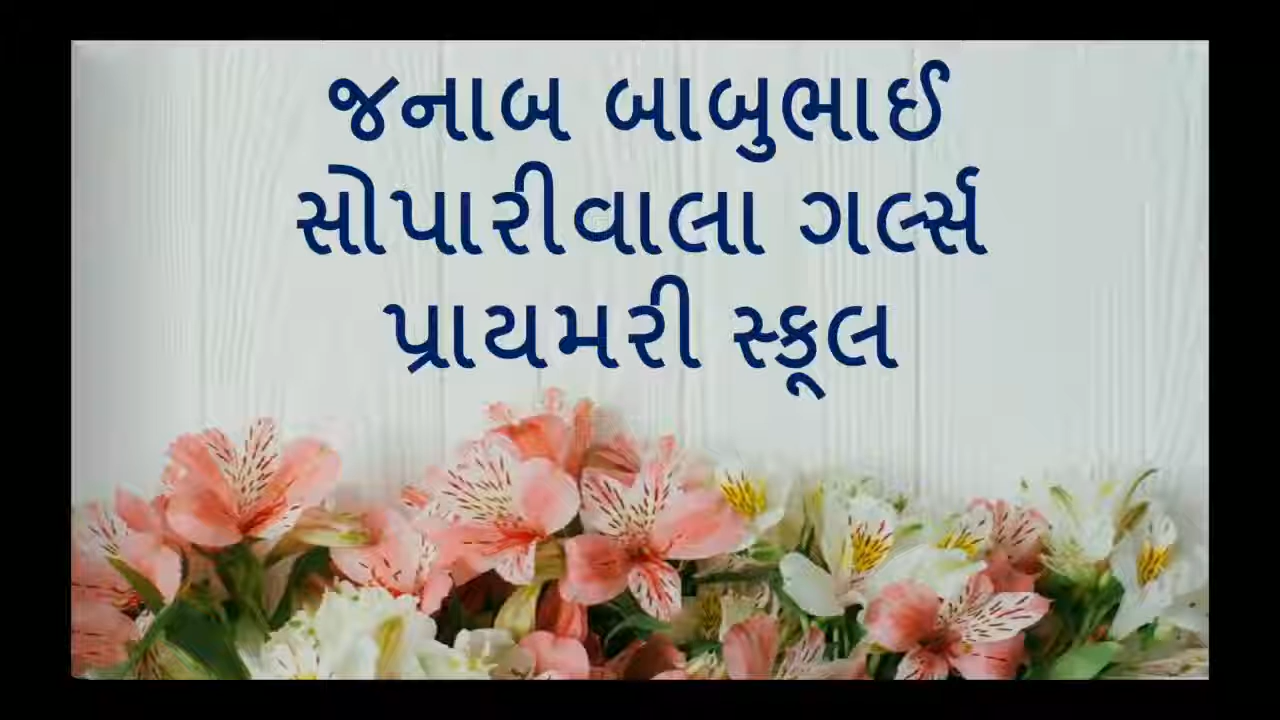 જનાબ બાબુભાઈ
સોપારીવાલા ગર્લ્સ
પ્રાયમરી સ્કૂલ